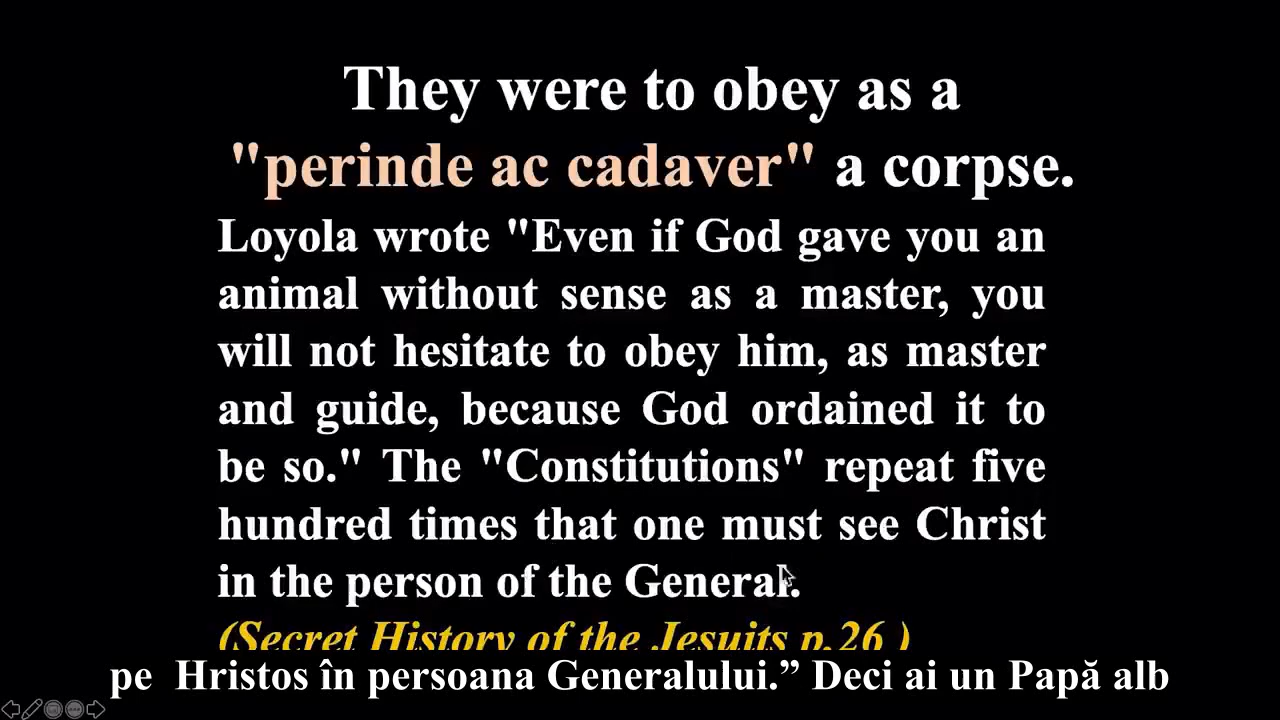 They were to obey as a
"perinde ac cadaver" a corpse.
Loyola wrote "Even if God gave you an
animal without sense as a master, you
will not hesitate to obey him, as master
and guide, because God ordained it to
be so." The "Constitutions" repeat five
hundred times that one must see Christ
in the person of the General.
(Secret History of the Jesuits p.26 )
pe Hristos în persoana Generalului.” Deci ai un Papă alb